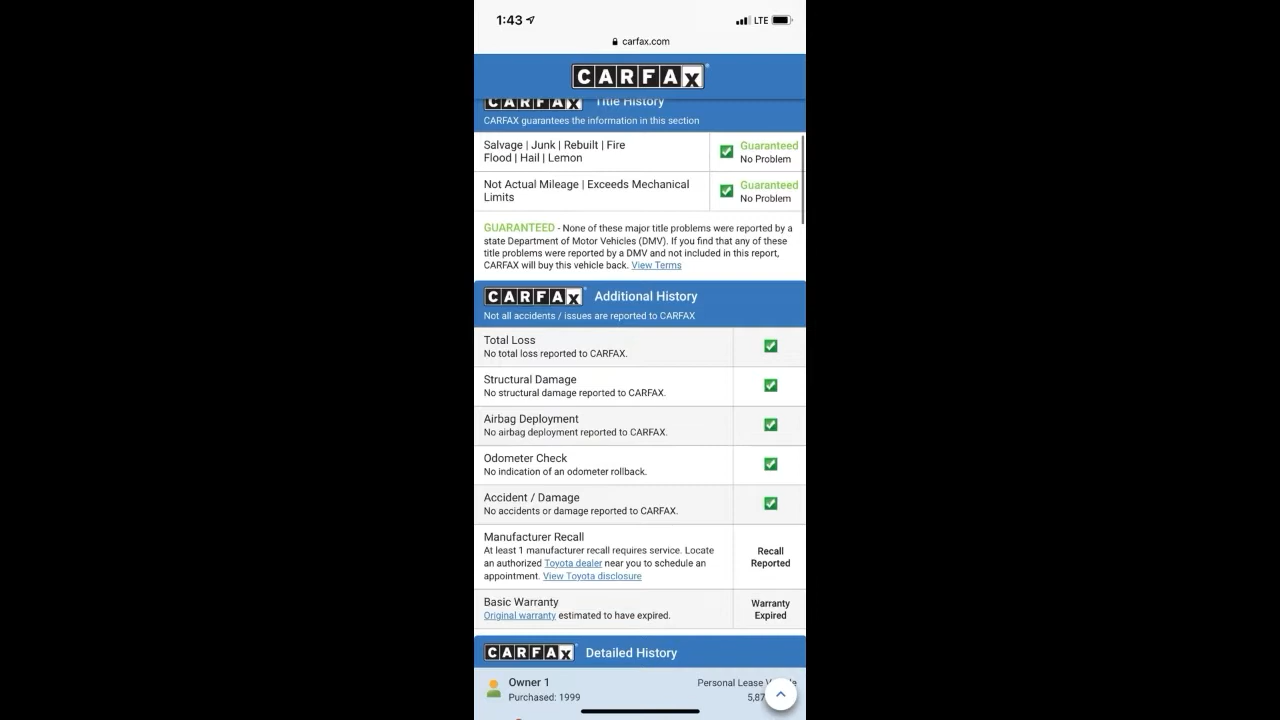 1:43
LTE
carfax.com
CARFAX
CARFAX Title History
CARFAX guarantees the information in this section
Salvage | Junk | Rebuilt | Fire
Flood | Hail | Lemon
Guaranteed
No Problem
Not Actual Mileage | Exceeds Mechanical
Limits
Guaranteed
No Problem
GUARANTEED - None of these major title problems were reported by a
state Department of Motor Vehicles (DMV). If you find that any of these
title problems were reported by a DMV and not included in this report,
CARFAX will buy this vehicle back. View Terms
CARFAX Additional History
Not all accidents / issues are reported to CARFAX
Total Loss
No total loss reported to CARFAX.
Structural Damage
No structural damage reported to CARFAX.
Airbag Deployment
No airbag deployment reported to CARFAX.
Odometer Check
No indication of an odometer rollback.
Accident / Damage
No accidents or damage reported to CARFAX.
Manufacturer Recall
At least 1 manufacturer recall requires service. Locate
an authorized Toyota dealer near you to schedule an
appointment. View Toyota disclosure
Recall
Reported
Basic Warranty
Original warranty estimated to have expired.
Warranty
Expired
CARFAX Detailed History
Owner 1
Purchased: 1999
Personal Lease